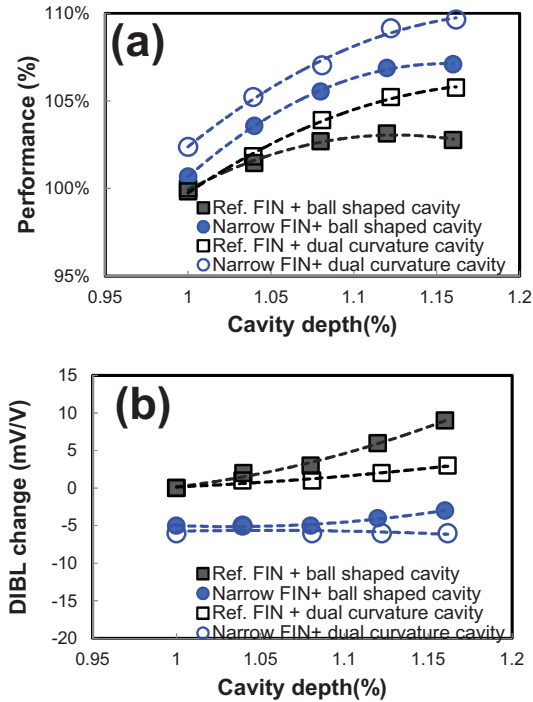 110%
(a)
105%
100%
95%
Performance (%)
Ref. FIN + ball shaped cavity
Narrow FIN+ ball shaped cavity
Ref. FIN + dual curvature cavity
Narrow FIN+ dual curvature cavity
0.95 1 1.05 1.1 1.15 1.2
Cavity depth(%)
15
(b)
10
5
0
-5
-10
-15
-20
DIBL change (mV/V)
Ref. FIN + ball shaped cavity
Narrow FIN+ ball shaped cavity
Ref. FIN + dual curvature cavity
Narrow FIN+ dual curvature cavity
0.95 1 1.05 1.1 1.15 1.2
Cavity depth(%)